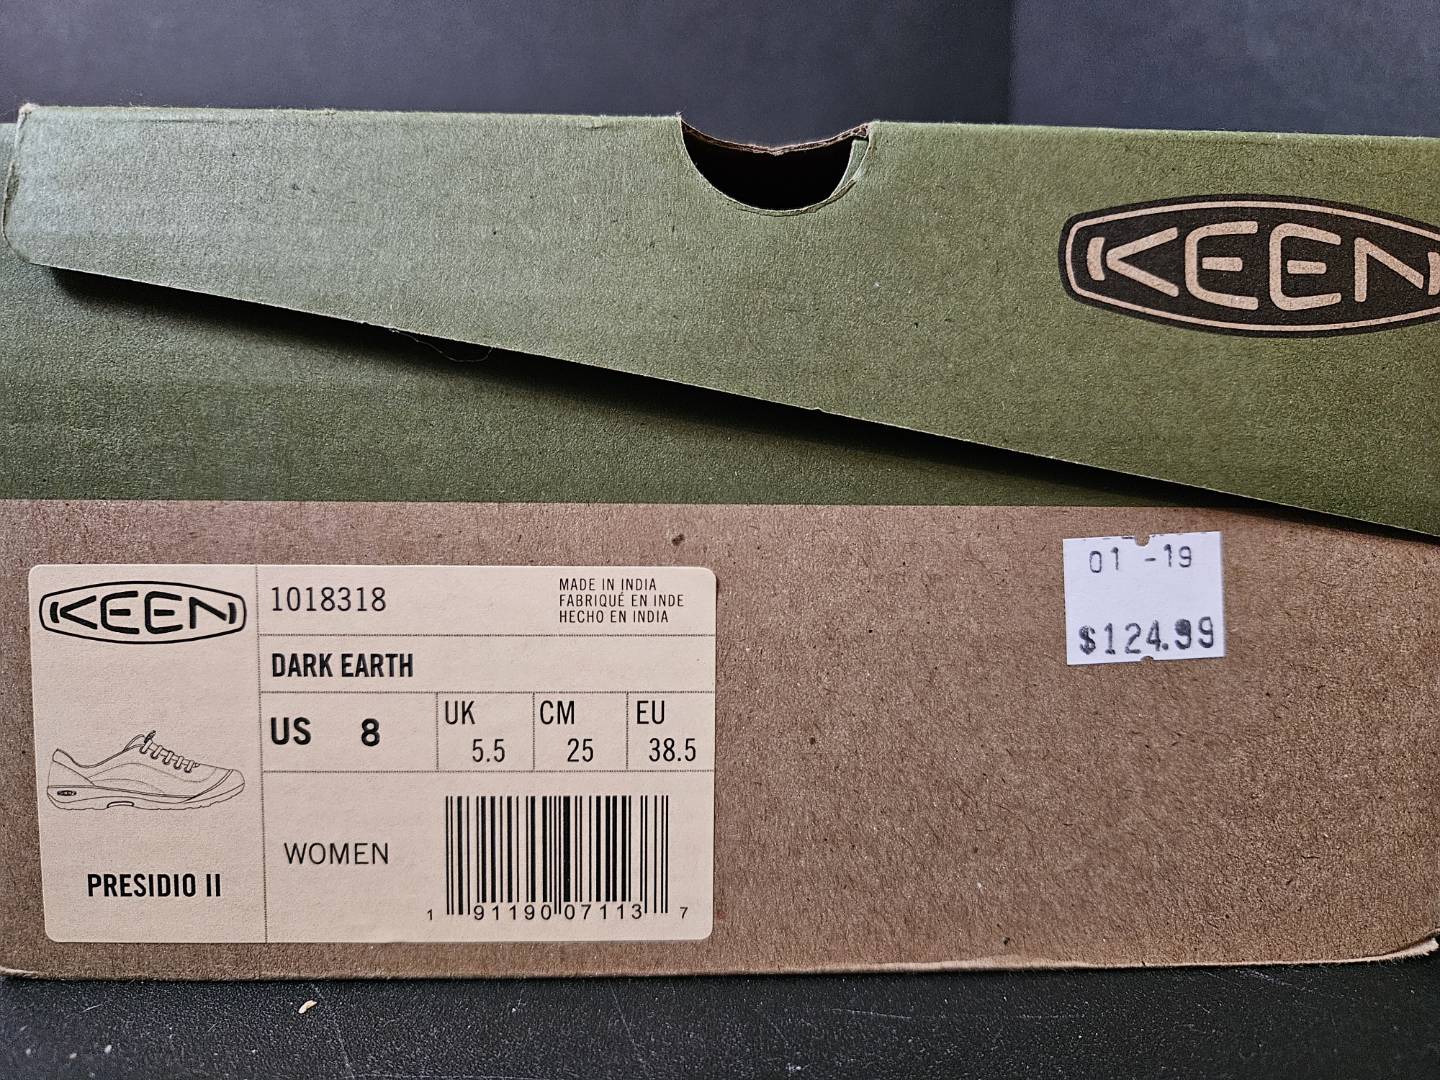 KEEN
01-19
$124.99
KEEN
1018318
MADE IN INDIA
FABRIQUÉ EN INDE
HECHO EN INDIA
DARK EARTH
US 8
UK 5.5
CM 25
EU 38.5
KEEN
PRESIDIO II
WOMEN
1 91190 07113 7